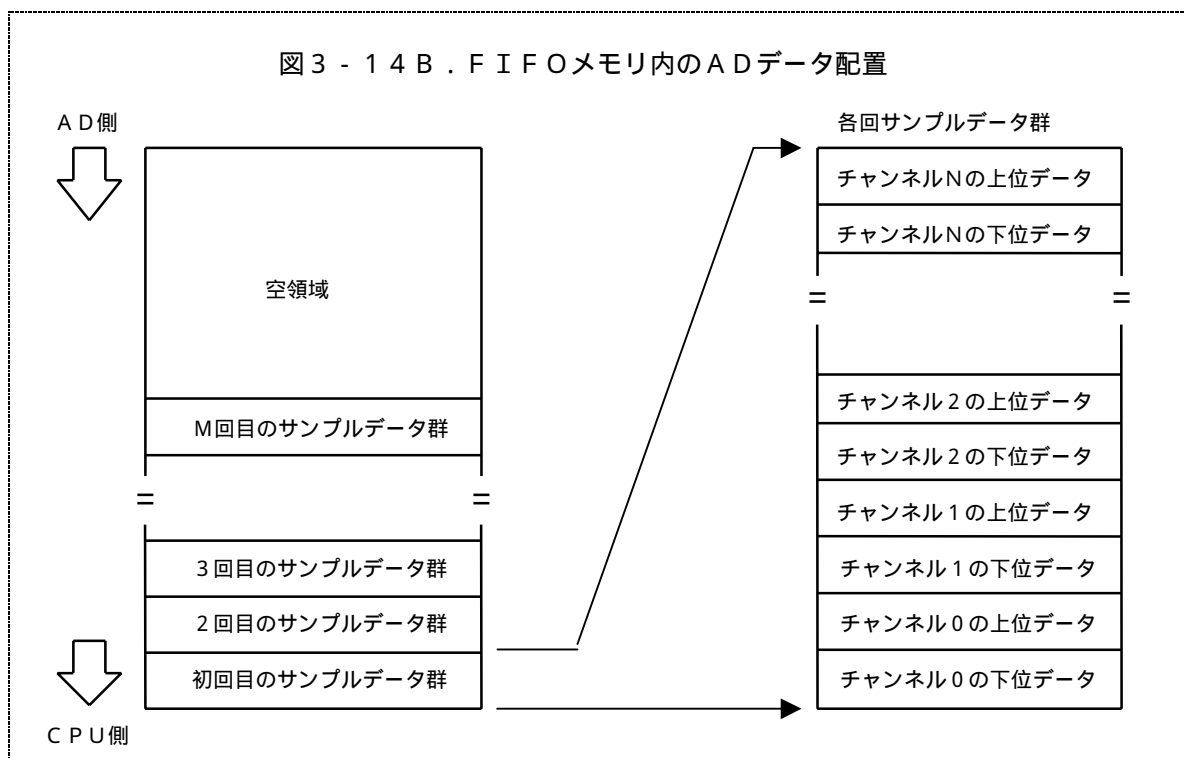 図３－１４Ｂ．ＦＩＦＯメモリ内のＡＤデータ配置
ＡＤ側
空領域
M回目のサンプルデータ群
=
=
３回目のサンプルデータ群
２回目のサンプルデータ群
初回目のサンプルデータ群
ＣＰＵ側
各回サンプルデータ群
チャンネルNの上位データ
チャンネルNの下位データ
=
=
チャンネル２の上位データ
チャンネル２の下位データ
チャンネル１の上位データ
チャンネル１の下位データ
チャンネル０の上位データ
チャンネル０の下位データ